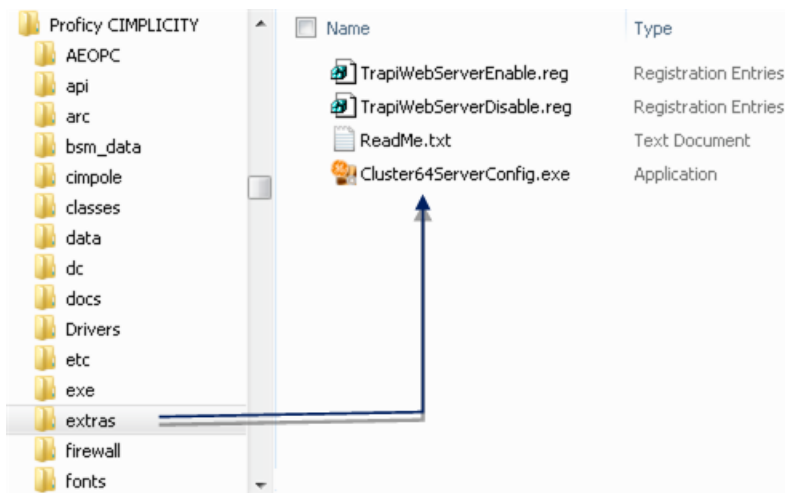 Proficy CIMPLICITY
AEOPC
api
arc
bsm_data
cimpole
classes
data
dc
docs
Drivers
etc
exe
extras
firewall
fonts
Name Type
TrapiWebServerEnable.reg Registration Entries
TrapiWebServerDisable.reg Registration Entries
ReadMe.txt Text Document
Cluster64ServerConfig.exe Application